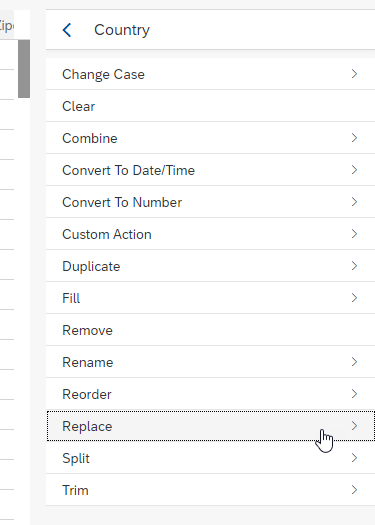 Country
Change Case
Clear
Combine
Convert To Date/Time
Convert To Number
Custom Action
Duplicate
Fill
Remove
Rename
Reorder
Replace
Split
Trim